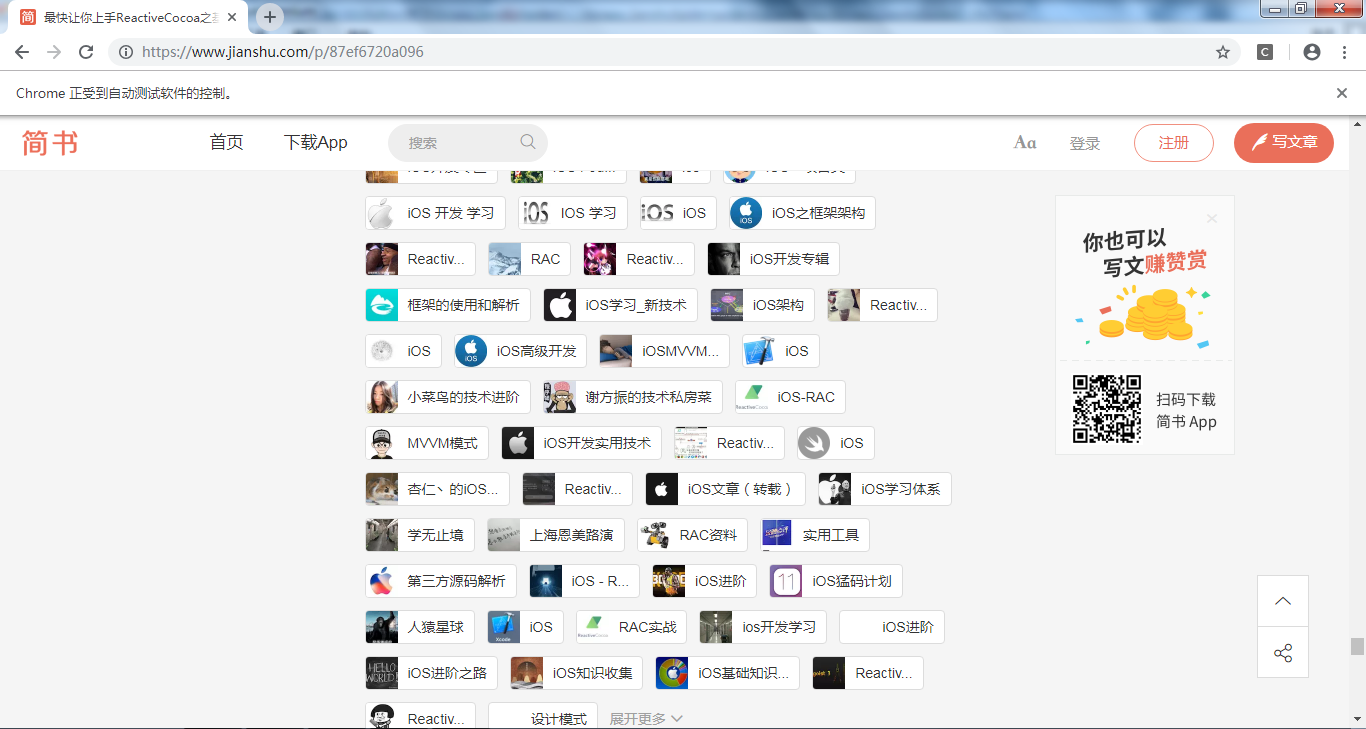 最快让你上手ReactiveCocoa之
https://www.jianshu.com/p/87ef6720a096
Chrome 正受到自动测试软件的控制。
简书 首页 下载App 搜索 Aa 登录 注册 写文章
iOS 开发 学习 IOS 学习 iOS iOS之框架架构
Reactiv... RAC Reactiv... iOS开发专辑
框架的使用和解析 iOS学习_新技术 iOS架构 Reactiv...
iOS iOS高级开发 iOSMVVM... iOS
小菜鸟的技术进阶 谢方振的技术私房菜 iOS-RAC
MVVM模式 iOS开发实用技术 Reactiv... iOS
杏仁丶的iOS... Reactiv... iOS文章（转载） iOS学习体系
学无止境 上海恩美路演 RAC资料 实用工具
第三方源码解析 iOS - R... iOS进阶 iOS猛码计划
人猿星球 iOS RAC实战 ios开发学习 iOS进阶
iOS进阶之路 iOS知识收集 iOS基础知识... Reactiv...
Reactiv... 设计模式 展开更多
你也可以
写文赚赞赏
扫码下载
简书 App